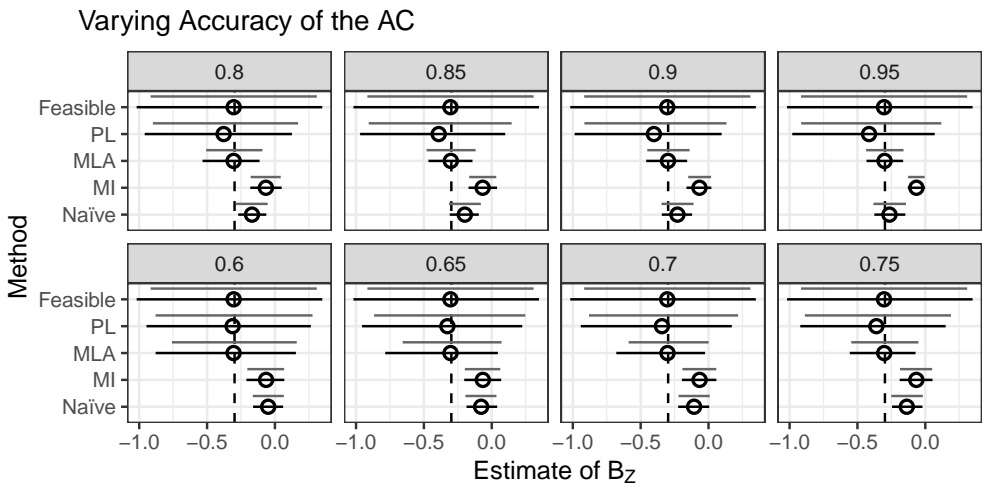 Varying Accuracy of the AC
0.8 0.85 0.9 0.95
Feasible
PL
MLA
MI
Naïve
0.6 0.65 0.7 0.75
Feasible
PL
MLA
MI
Naïve
Method
−1.0 −0.5 0.0 −1.0 −0.5 0.0 −1.0 −0.5 0.0 −1.0 −0.5 0.0
Estimate of B_Z